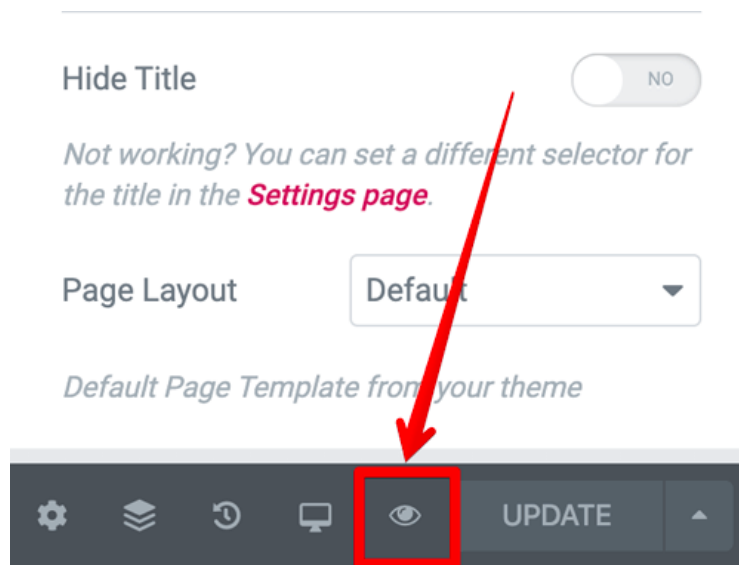 Hide Title
NO
Not working? You can set a different selector for
the title in the Settings page.
Page Layout
Default
Default Page Template from your theme
UPDATE